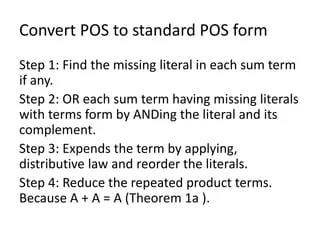 Convert POS to standard POS form
Step 1: Find the missing literal in each sum term
if any.
Step 2: OR each sum term having missing literals
with terms form by ANDing the literal and its
complement.
Step 3: Expends the term by applying,
distributive law and reorder the literals.
Step 4: Reduce the repeated product terms.
Because A + A = A (Theorem 1a ).